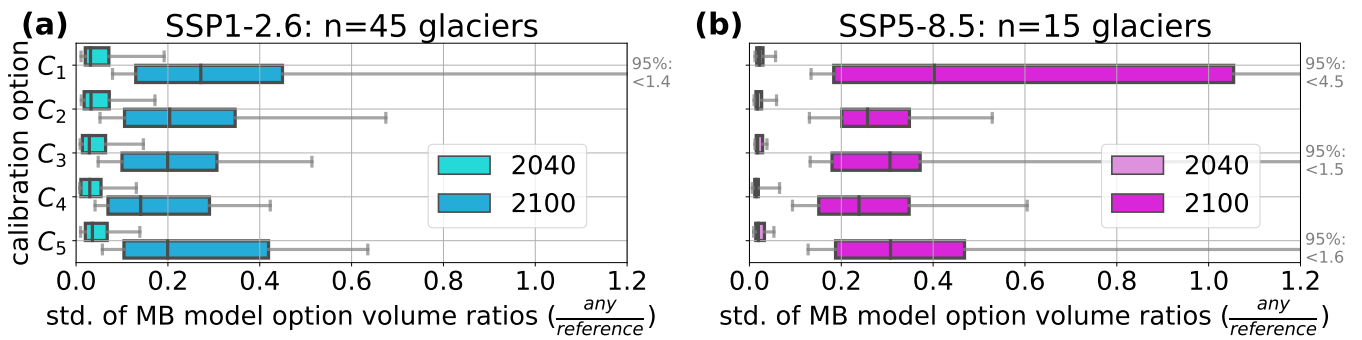 (a) SSP1-2.6: n=45 glaciers
calibration option
C1
C2
C3
C4
C5
95%:
<1.4
2040
2100
0.0 0.2 0.4 0.6 0.8 1.0 1.2
std. of MB model option volume ratios (any/reference)
(b) SSP5-8.5: n=15 glaciers
95%:
<4.5
95%:
<1.5
95%:
<1.6
2040
2100
0.0 0.2 0.4 0.6 0.8 1.0 1.2
std. of MB model option volume ratios (any/reference)